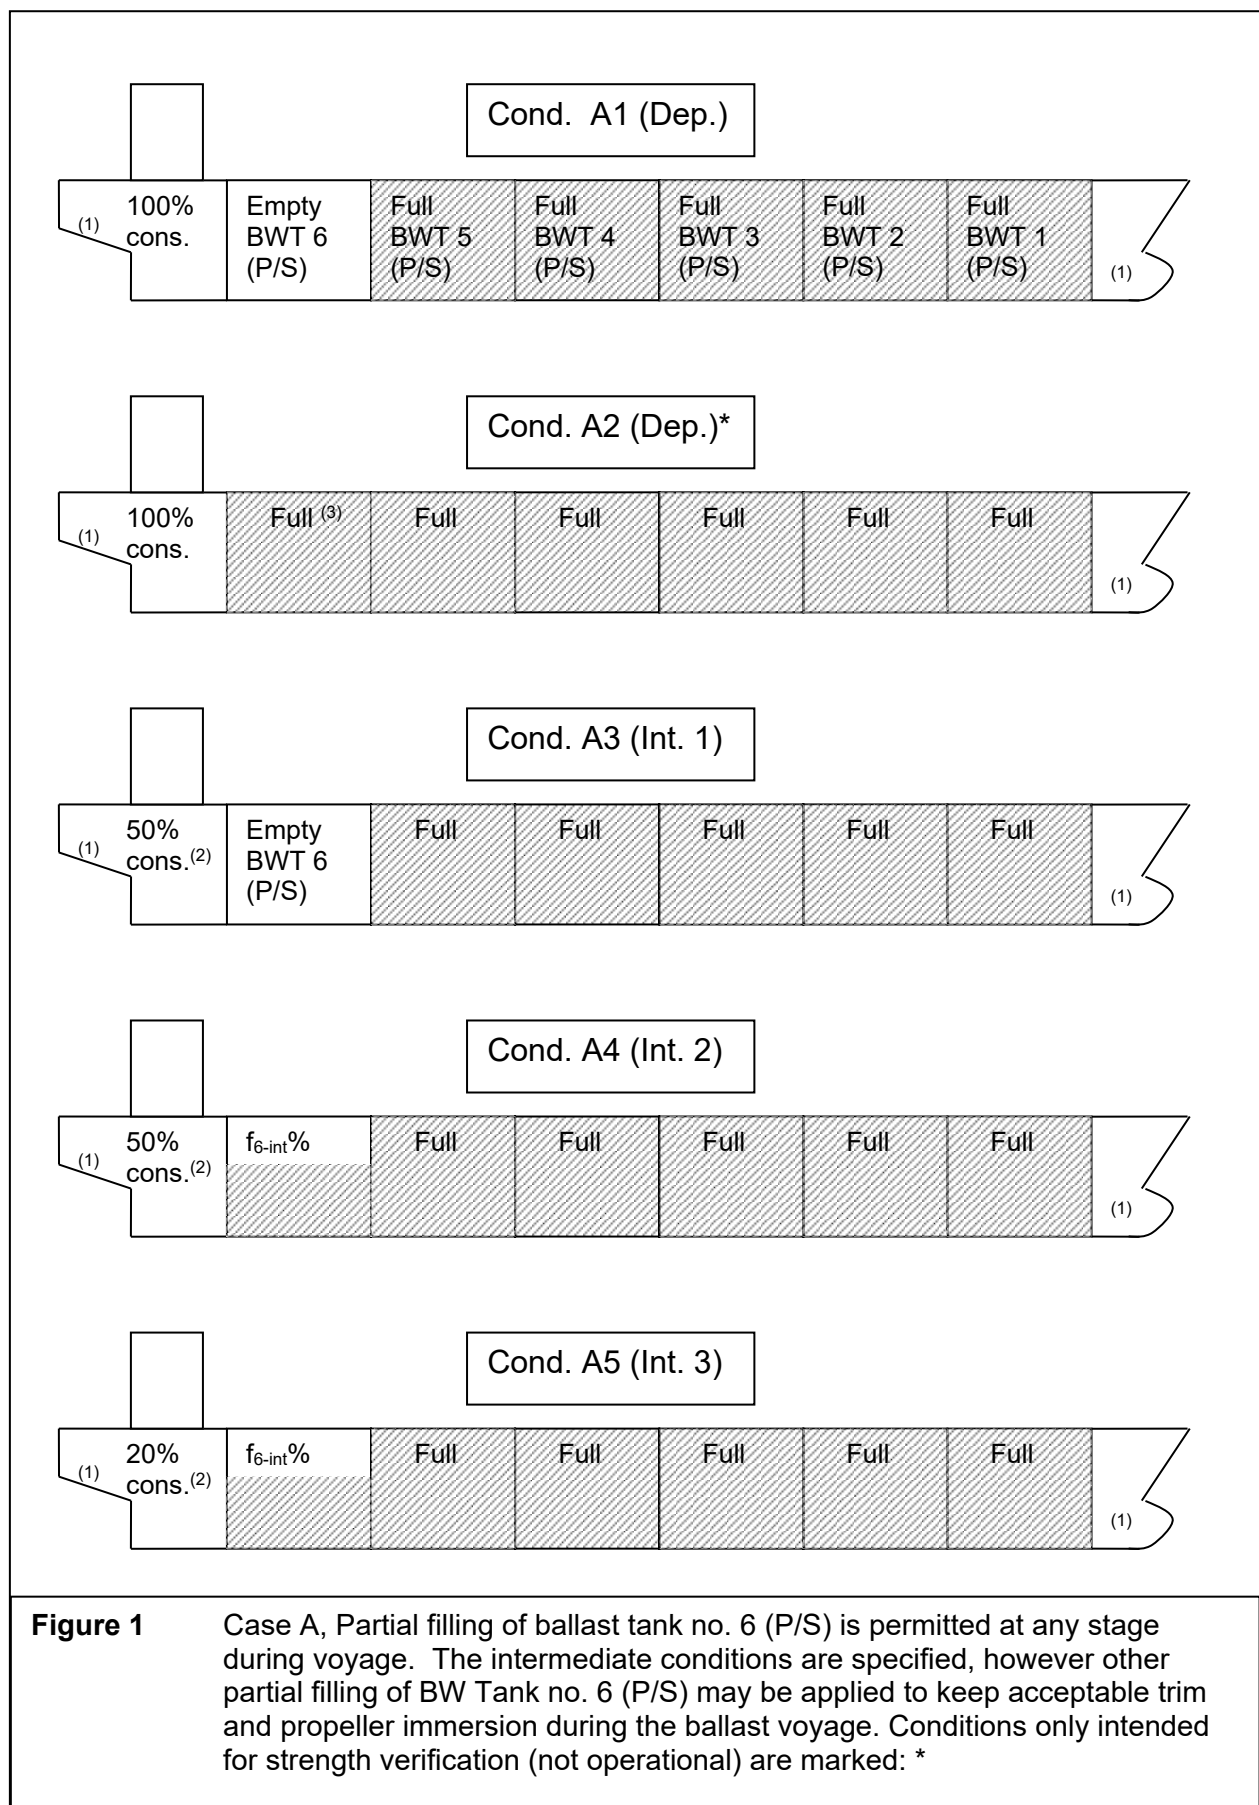 Cond. A1 (Dep.)
(1) 100% cons. Empty BWT 6 (P/S) Full BWT 5 (P/S) Full BWT 4 (P/S) Full BWT 3 (P/S) Full BWT 2 (P/S) Full BWT 1 (P/S) (1)
Cond. A2 (Dep.)*
(1) 100% cons. Full (3) Full Full Full Full Full (1)
Cond. A3 (Int. 1)
(1) 50% cons.(2) Empty BWT 6 (P/S) Full Full Full Full Full (1)
Cond. A4 (Int. 2)
(1) 50% cons.(2) f6-int% Full Full Full Full Full (1)
Cond. A5 (Int. 3)
(1) 20% cons.(2) f6-int% Full Full Full Full Full (1)
Figure 1 Case A, Partial filling of ballast tank no. 6 (P/S) is permitted at any stage
during voyage. The intermediate conditions are specified, however other
partial filling of BW Tank no. 6 (P/S) may be applied to keep acceptable trim
and propeller immersion during the ballast voyage. Conditions only intended
for strength verification (not operational) are marked: *